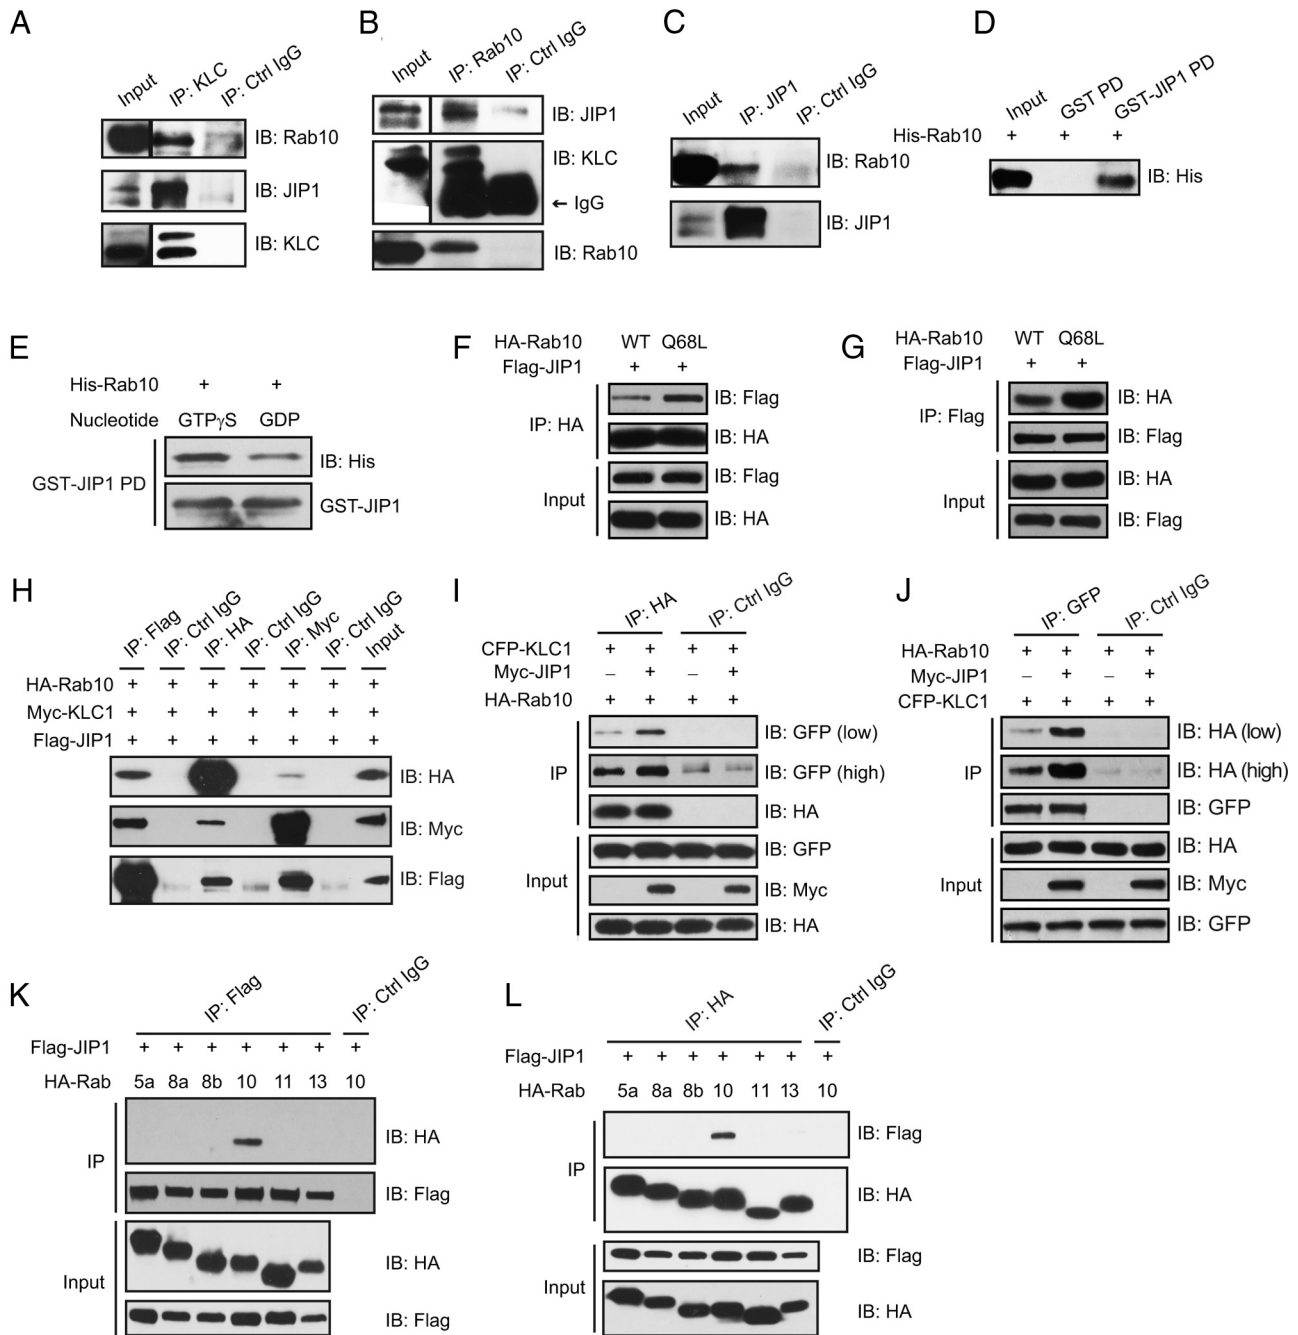 A
Input
IP: KLC
IP: Ctrl IgG
IB: Rab10
IB: JIP1
IB: KLC
B
Input
IP: Rab10
IP: Ctrl IgG
IB: JIP1
IB: KLC
← IgG
IB: Rab10
C
Input
IP: JIP1
IP: Ctrl IgG
IB: Rab10
IB: JIP1
D
Input
GST PD
GST-JIP1 PD
His-Rab10 + + +
IB: His
E
His-Rab10 + +
Nucleotide GTPγS GDP
GST-JIP1 PD
IB: His
GST-JIP1
F
HA-Rab10 WT Q68L
Flag-JIP1 + +
IP: HA
IB: Flag
IB: HA
Input
IB: Flag
IB: HA
G
HA-Rab10 WT Q68L
Flag-JIP1 + +
IP: Flag
IB: HA
IB: Flag
Input
IB: HA
IB: Flag
H
IP: Flag
IP: Ctrl IgG
IP: HA
IP: Ctrl IgG
IP: Myc
IP: Ctrl IgG
Input
HA-Rab10 + + + + + + +
Myc-KLC1 + + + + + + +
Flag-JIP1 + + + + + + +
IB: HA
IB: Myc
IB: Flag
I
IP: HA
IP: Ctrl IgG
CFP-KLC1 + + + +
Myc-JIP1 – + – +
HA-Rab10 + + + +
IP
IB: GFP (low)
IB: GFP (high)
IB: HA
Input
IB: GFP
IB: Myc
IB: HA
J
IP: GFP
IP: Ctrl IgG
HA-Rab10 + + + +
Myc-JIP1 – + – +
CFP-KLC1 + + + +
IP
IB: HA (low)
IB: HA (high)
IB: GFP
Input
IB: HA
IB: Myc
IB: GFP
K
IP: Flag
IP: Ctrl IgG
Flag-JIP1 + + + + + + +
HA-Rab 5a 8a 8b 10 11 13 10
IP
IB: HA
IB: Flag
Input
IB: HA
IB: Flag
L
IP: HA
IP: Ctrl IgG
Flag-JIP1 + + + + + + +
HA-Rab 5a 8a 8b 10 11 13 10
IP
IB: Flag
IB: HA
Input
IB: Flag
IB: HA